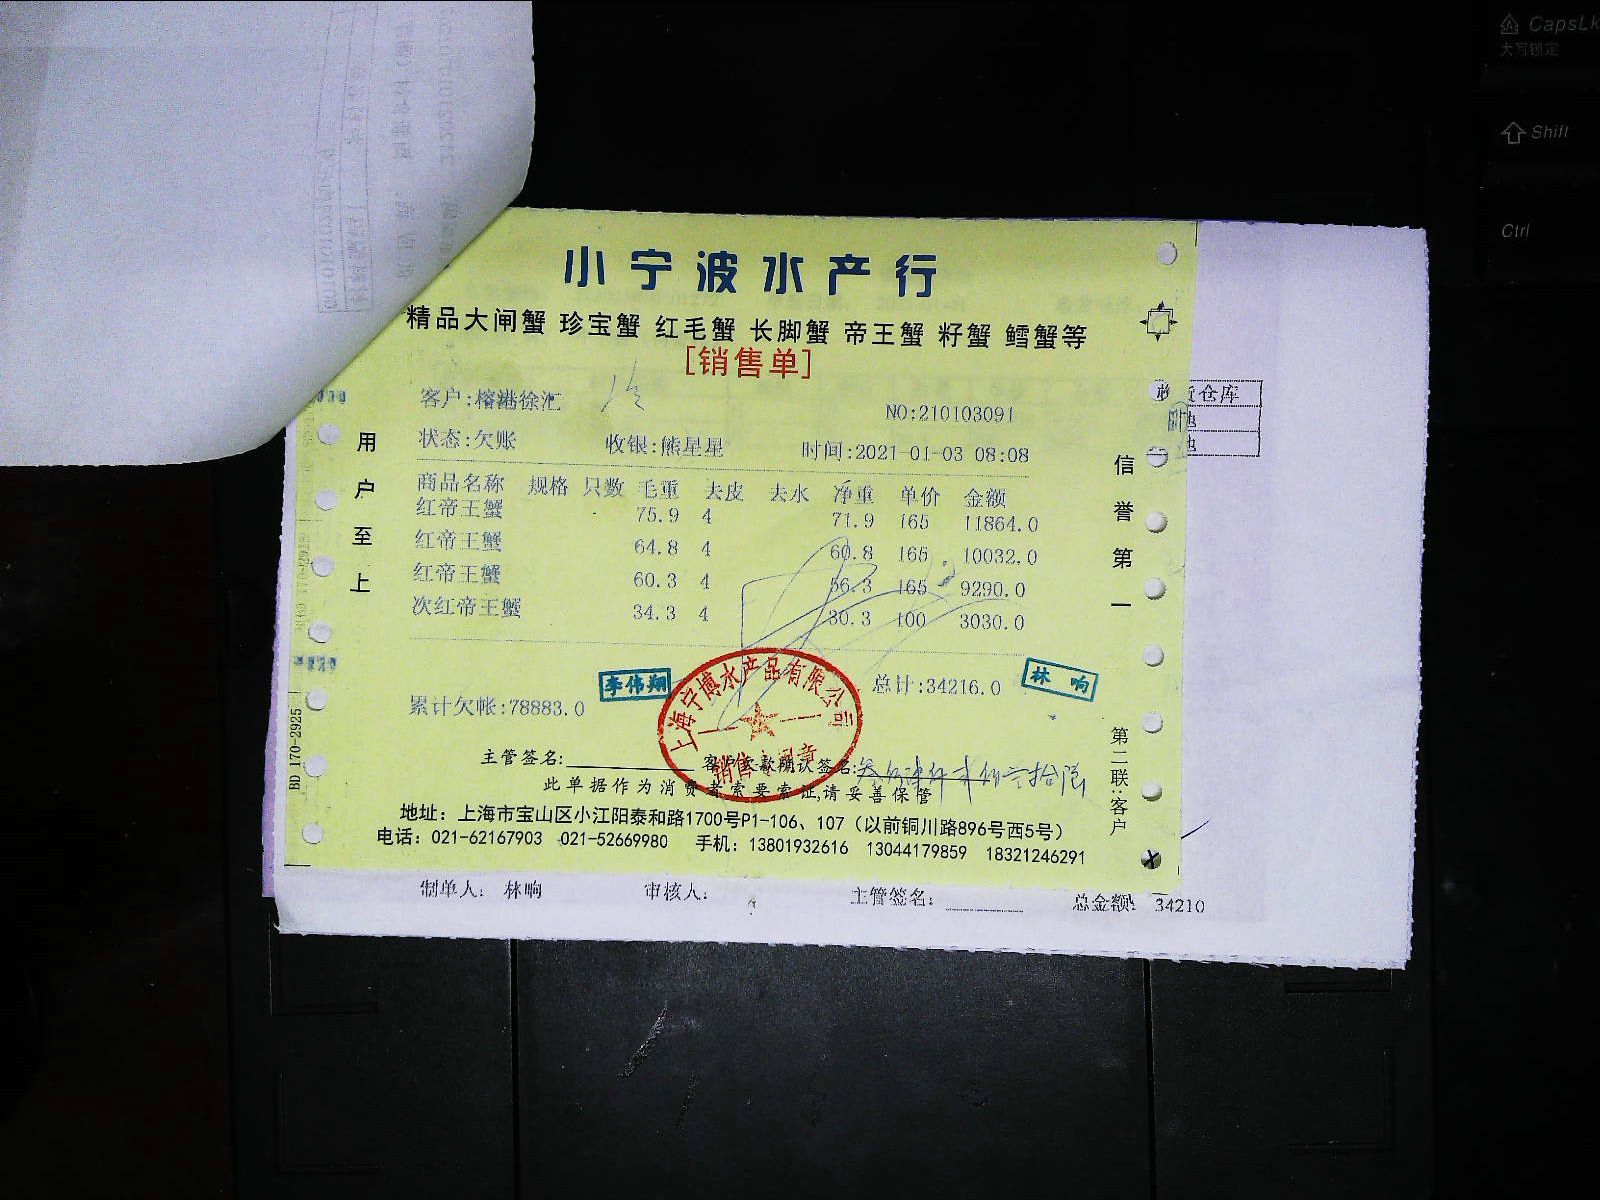 CapsLk
大写锁定
Shift
Ctrl
小宁波水产行
精品大闸蟹 珍宝蟹 红毛蟹 长脚蟹 帝王蟹 籽蟹 鳕蟹等
[销售单]
客户:榕港徐汇
NO:210103091
仓库
状态:欠账 收银:熊星星 时间:2021-01-03 08:08
商品名称 规格 只数 毛重 去皮 去水 净重 单价 金额
红帝王蟹 75.9 4 71.9 165 11864.0
红帝王蟹 64.8 4 60.8 165 10032.0
红帝王蟹 60.3 4 56.3 165 9290.0
次红帝王蟹 34.3 4 30.3 100 3030.0
用户至上
信誉第一
李伟翔
林响
总计:34216.0
累计欠帐:78883.0
上海宁博水产品有限公司
销售专用章
主管签名: 客户欠款确认签名:
此单据作为消费者索要索证,请妥善保管
地址：上海市宝山区小江阳泰和路1700号P1-106、107（以前铜川路896号西5号）
电话：021-62167903 021-52669980 手机：13801932616 13044179859 18321246291
BD 170-2925
第二联:客户
制单人: 林响 审核人: 主管签名: 总金额: 34210